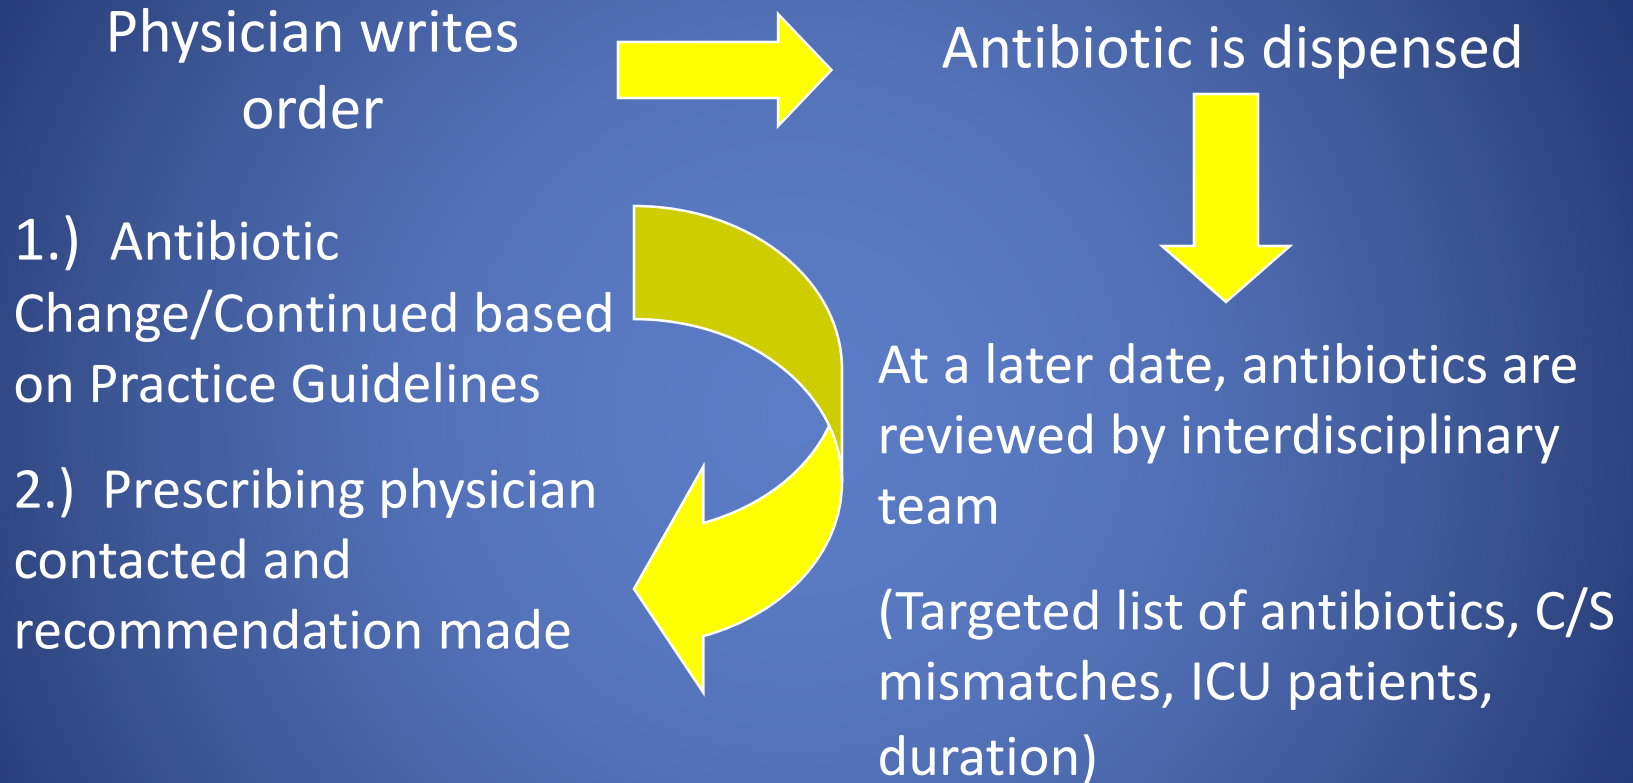 Physician writes
order
Antibiotic is dispensed
At a later date, antibiotics are
reviewed by interdisciplinary
team
(Targeted list of antibiotics, C/S
mismatches, ICU patients,
duration)
1.) Antibiotic
Change/Continued based
on Practice Guidelines
2.) Prescribing physician
contacted and
recommendation made